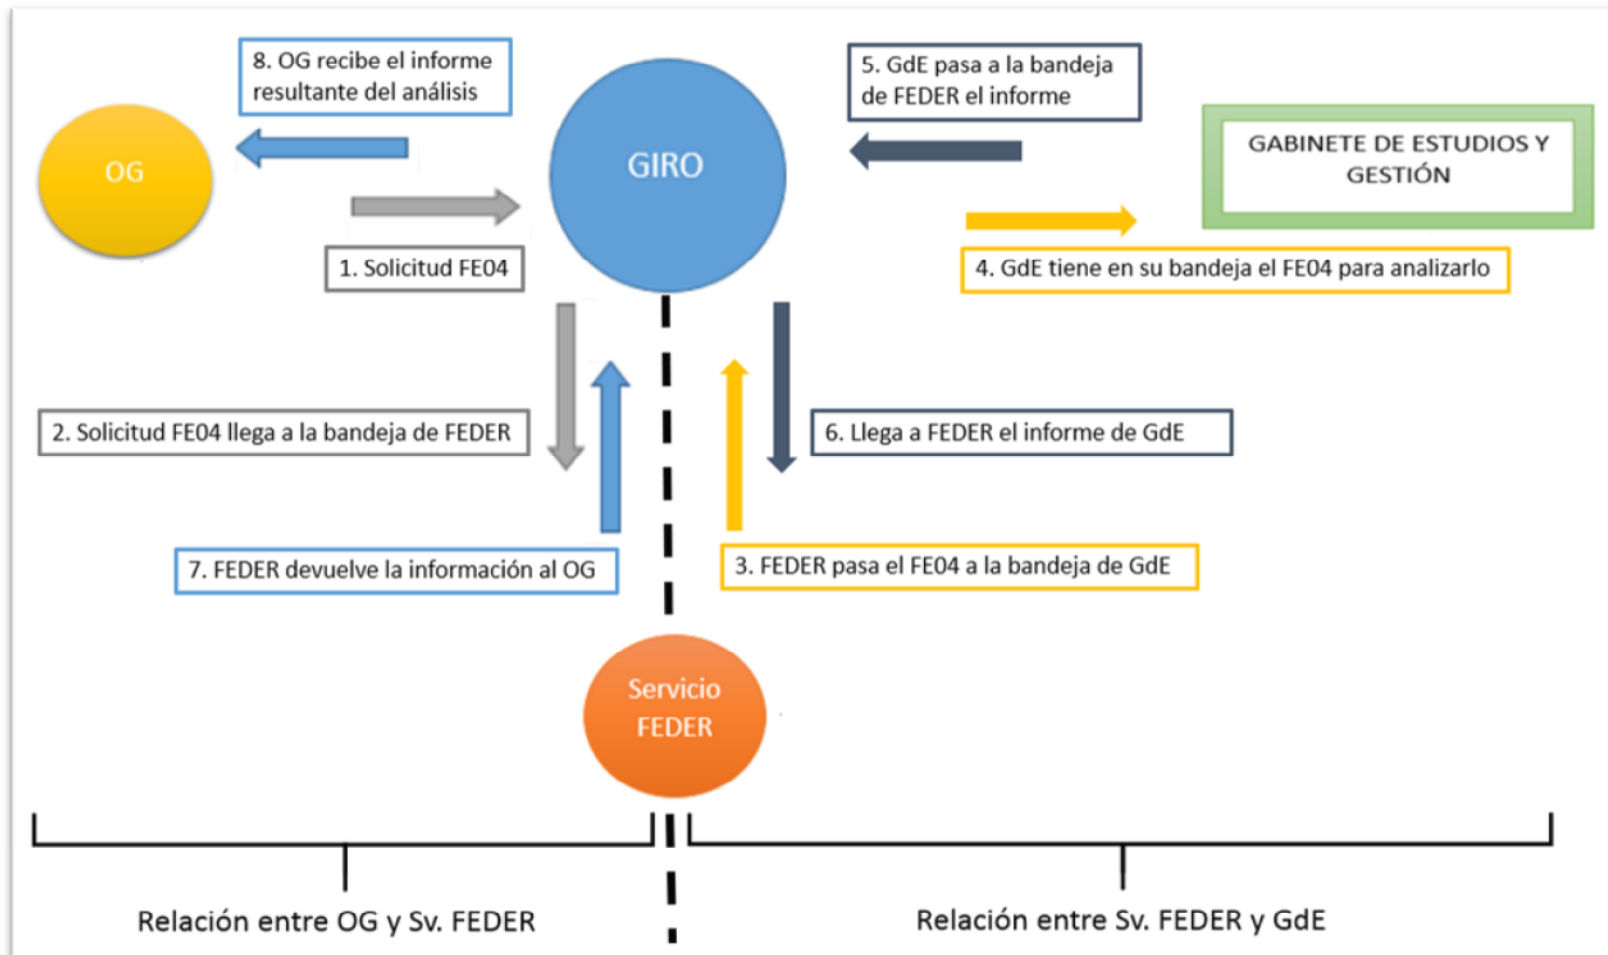 8. OG recibe el informe
resultante del análisis
5. GdE pasa a la bandeja
de FEDER el informe
OG
GIRO
GABINETE DE ESTUDIOS Y
GESTIÓN
1. Solicitud FE04
4. GdE tiene en su bandeja el FE04 para analizarlo
2. Solicitud FE04 llega a la bandeja de FEDER
6. Llega a FEDER el informe de GdE
7. FEDER devuelve la información al OG
3. FEDER pasa el FE04 a la bandeja de GdE
Servicio
FEDER
Relación entre OG y Sv. FEDER
Relación entre Sv. FEDER y GdE